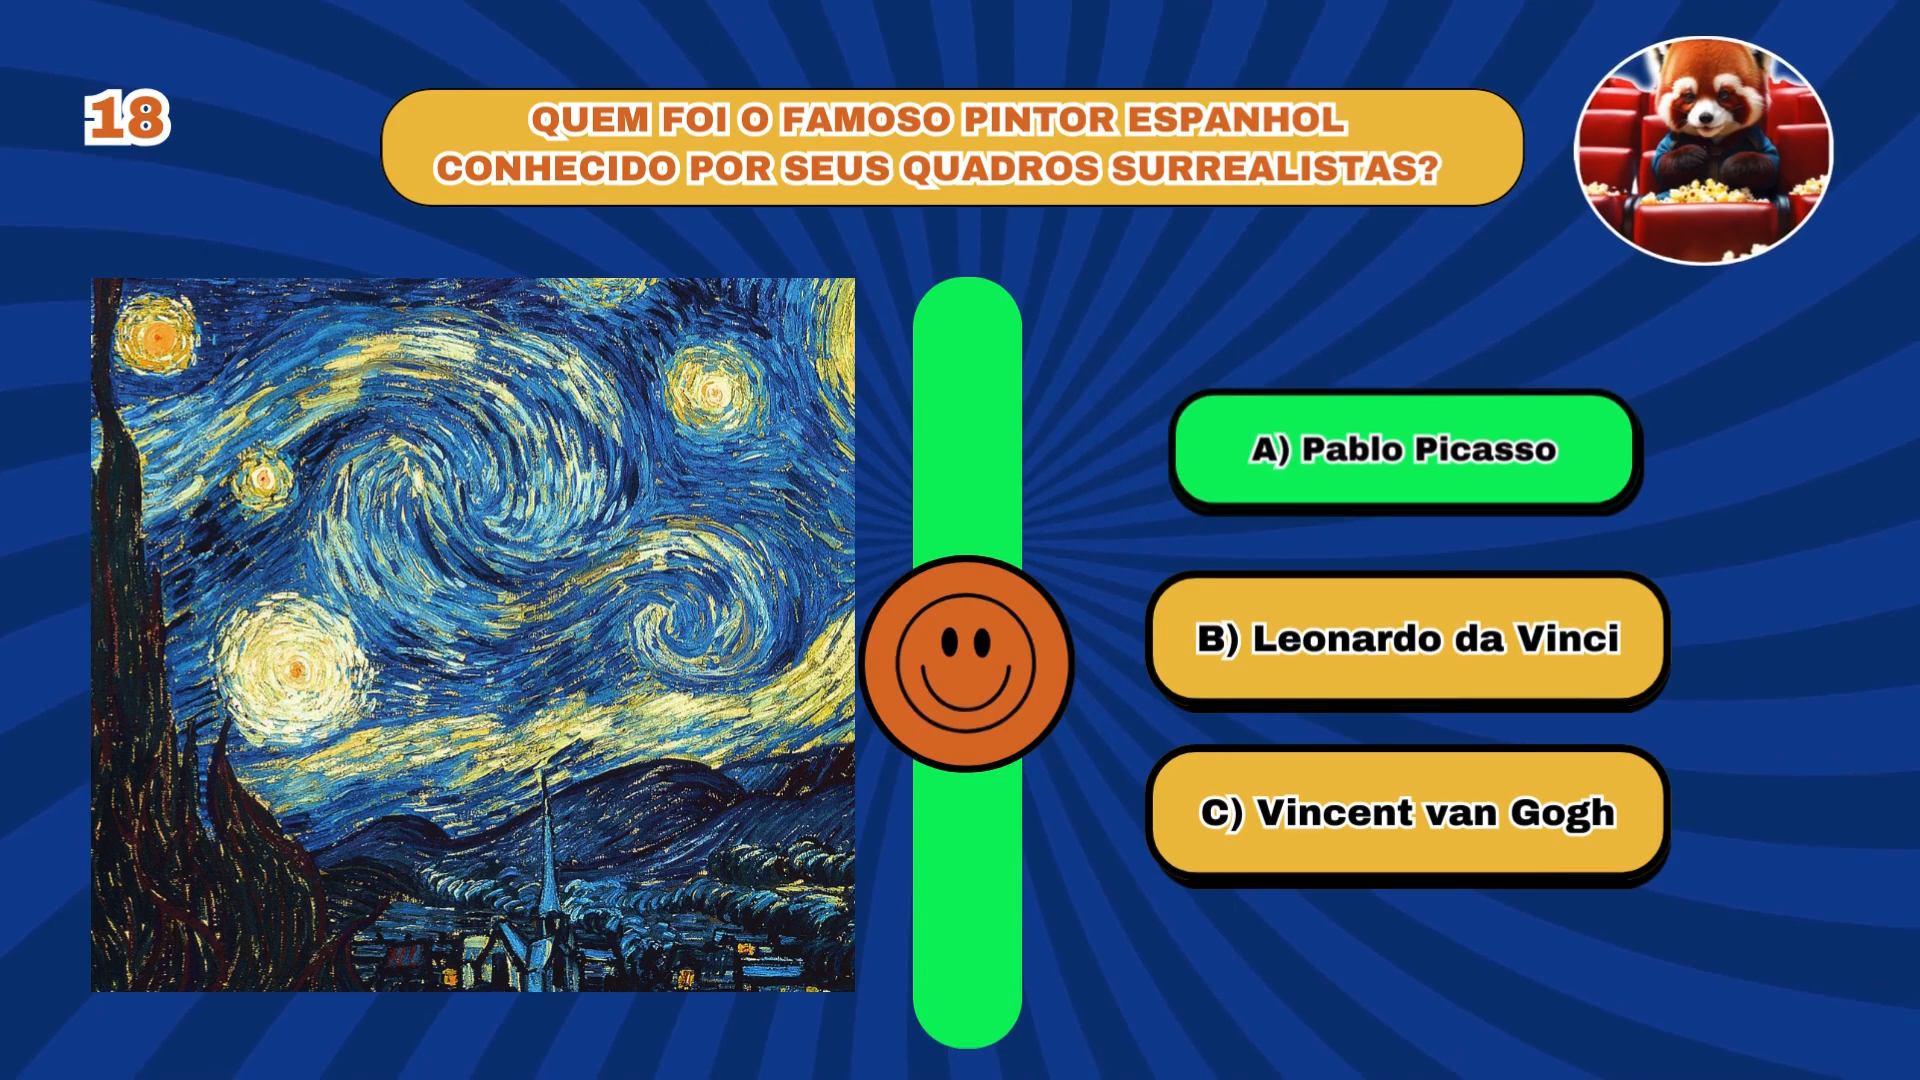 18
QUEM FOI O FAMOSO PINTOR ESPANHOL
CONHECIDO POR SEUS QUADROS SURREALISTAS?
A) Pablo Picasso
B) Leonardo da Vinci
C) Vincent van Gogh